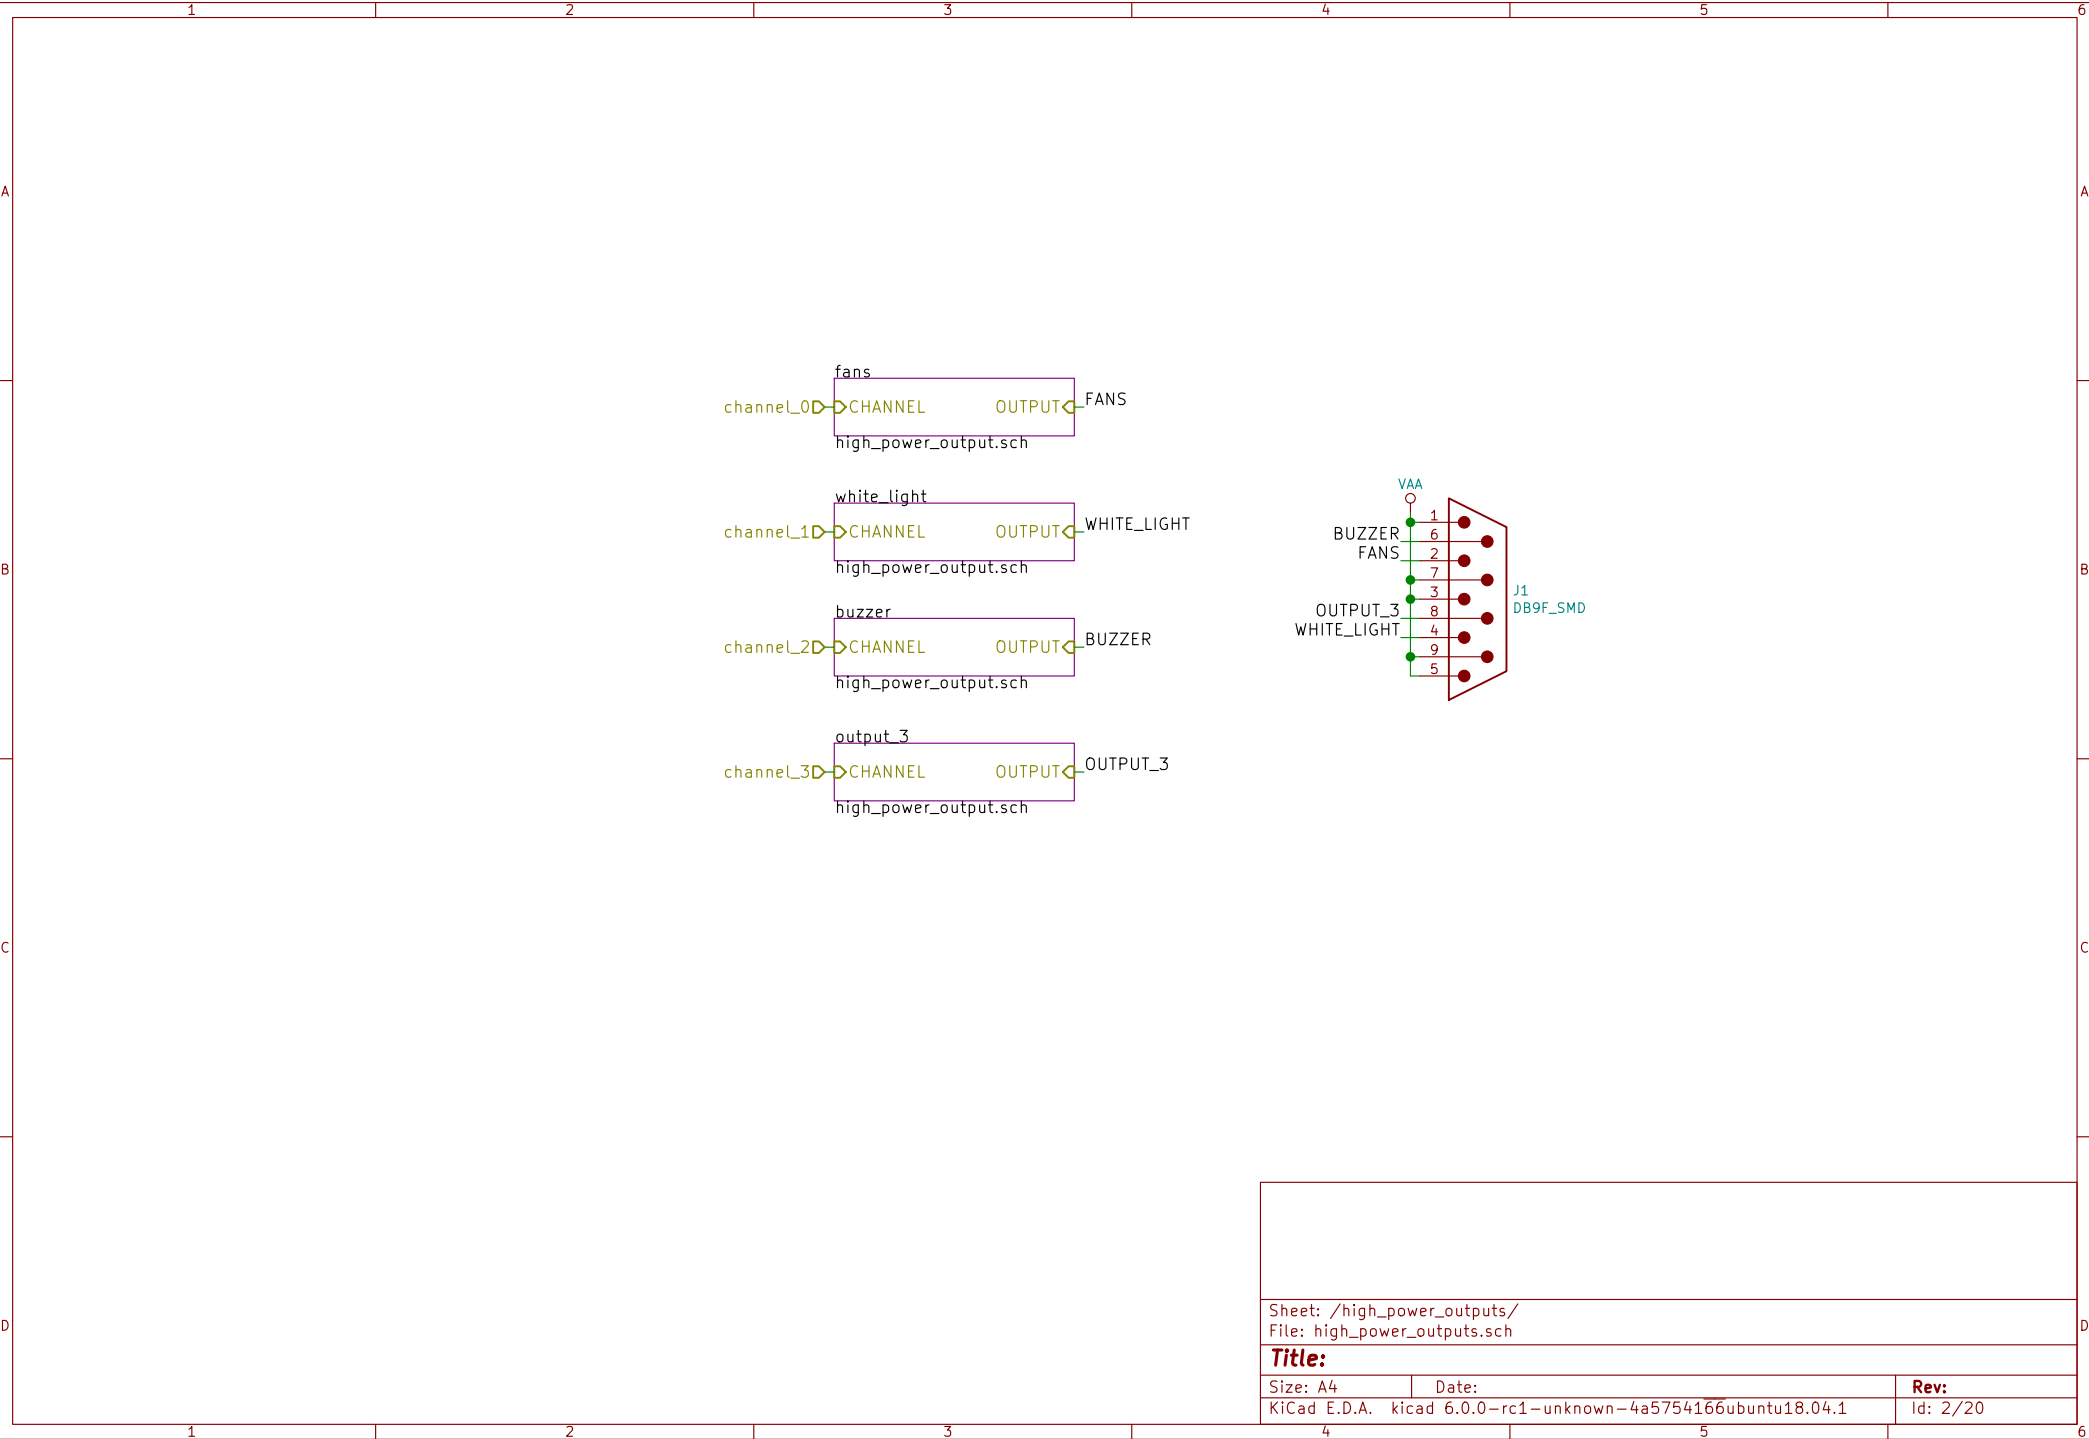 1 2 3 4 5 6
A A
fans
channel_0 CHANNEL OUTPUT FANS
high_power_output.sch
white_light
channel_1 CHANNEL OUTPUT WHITE_LIGHT
high_power_output.sch
buzzer
channel_2 CHANNEL OUTPUT BUZZER
high_power_output.sch
output_3
channel_3 CHANNEL OUTPUT OUTPUT_3
high_power_output.sch
VAA
1
BUZZER 6
FANS 2
7
3
OUTPUT_3 8
WHITE_LIGHT 4
9
5
J1
DB9F_SMD
B B
C C
D D
Sheet: /high_power_outputs/
File: high_power_outputs.sch
Title:
Size: A4 Date: Rev:
KiCad E.D.A. kicad 6.0.0-rc1-unknown-4a5754166ubuntu18.04.1 Id: 2/20
1 2 3 4 5 6